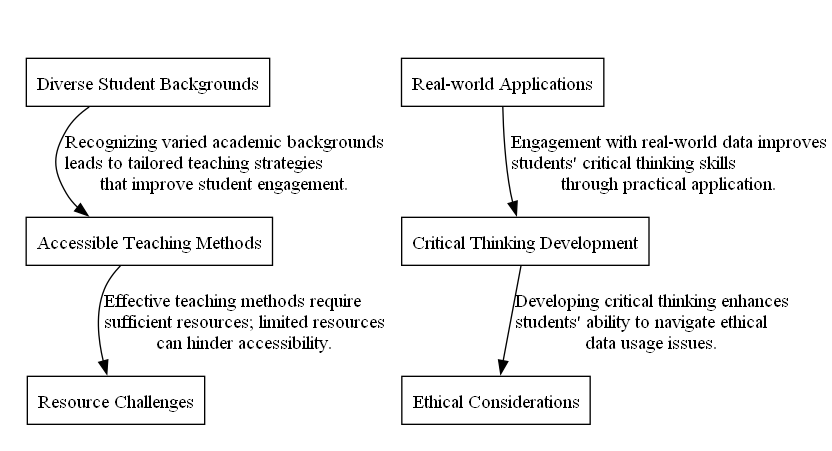 Diverse Student Backgrounds
Recognizing varied academic backgrounds
leads to tailored teaching strategies
that improve student engagement.
Accessible Teaching Methods
Effective teaching methods require
sufficient resources; limited resources
can hinder accessibility.
Resource Challenges
Real-world Applications
Engagement with real-world data improves
students' critical thinking skills
through practical application.
Critical Thinking Development
Developing critical thinking enhances
students' ability to navigate ethical
data usage issues.
Ethical Considerations